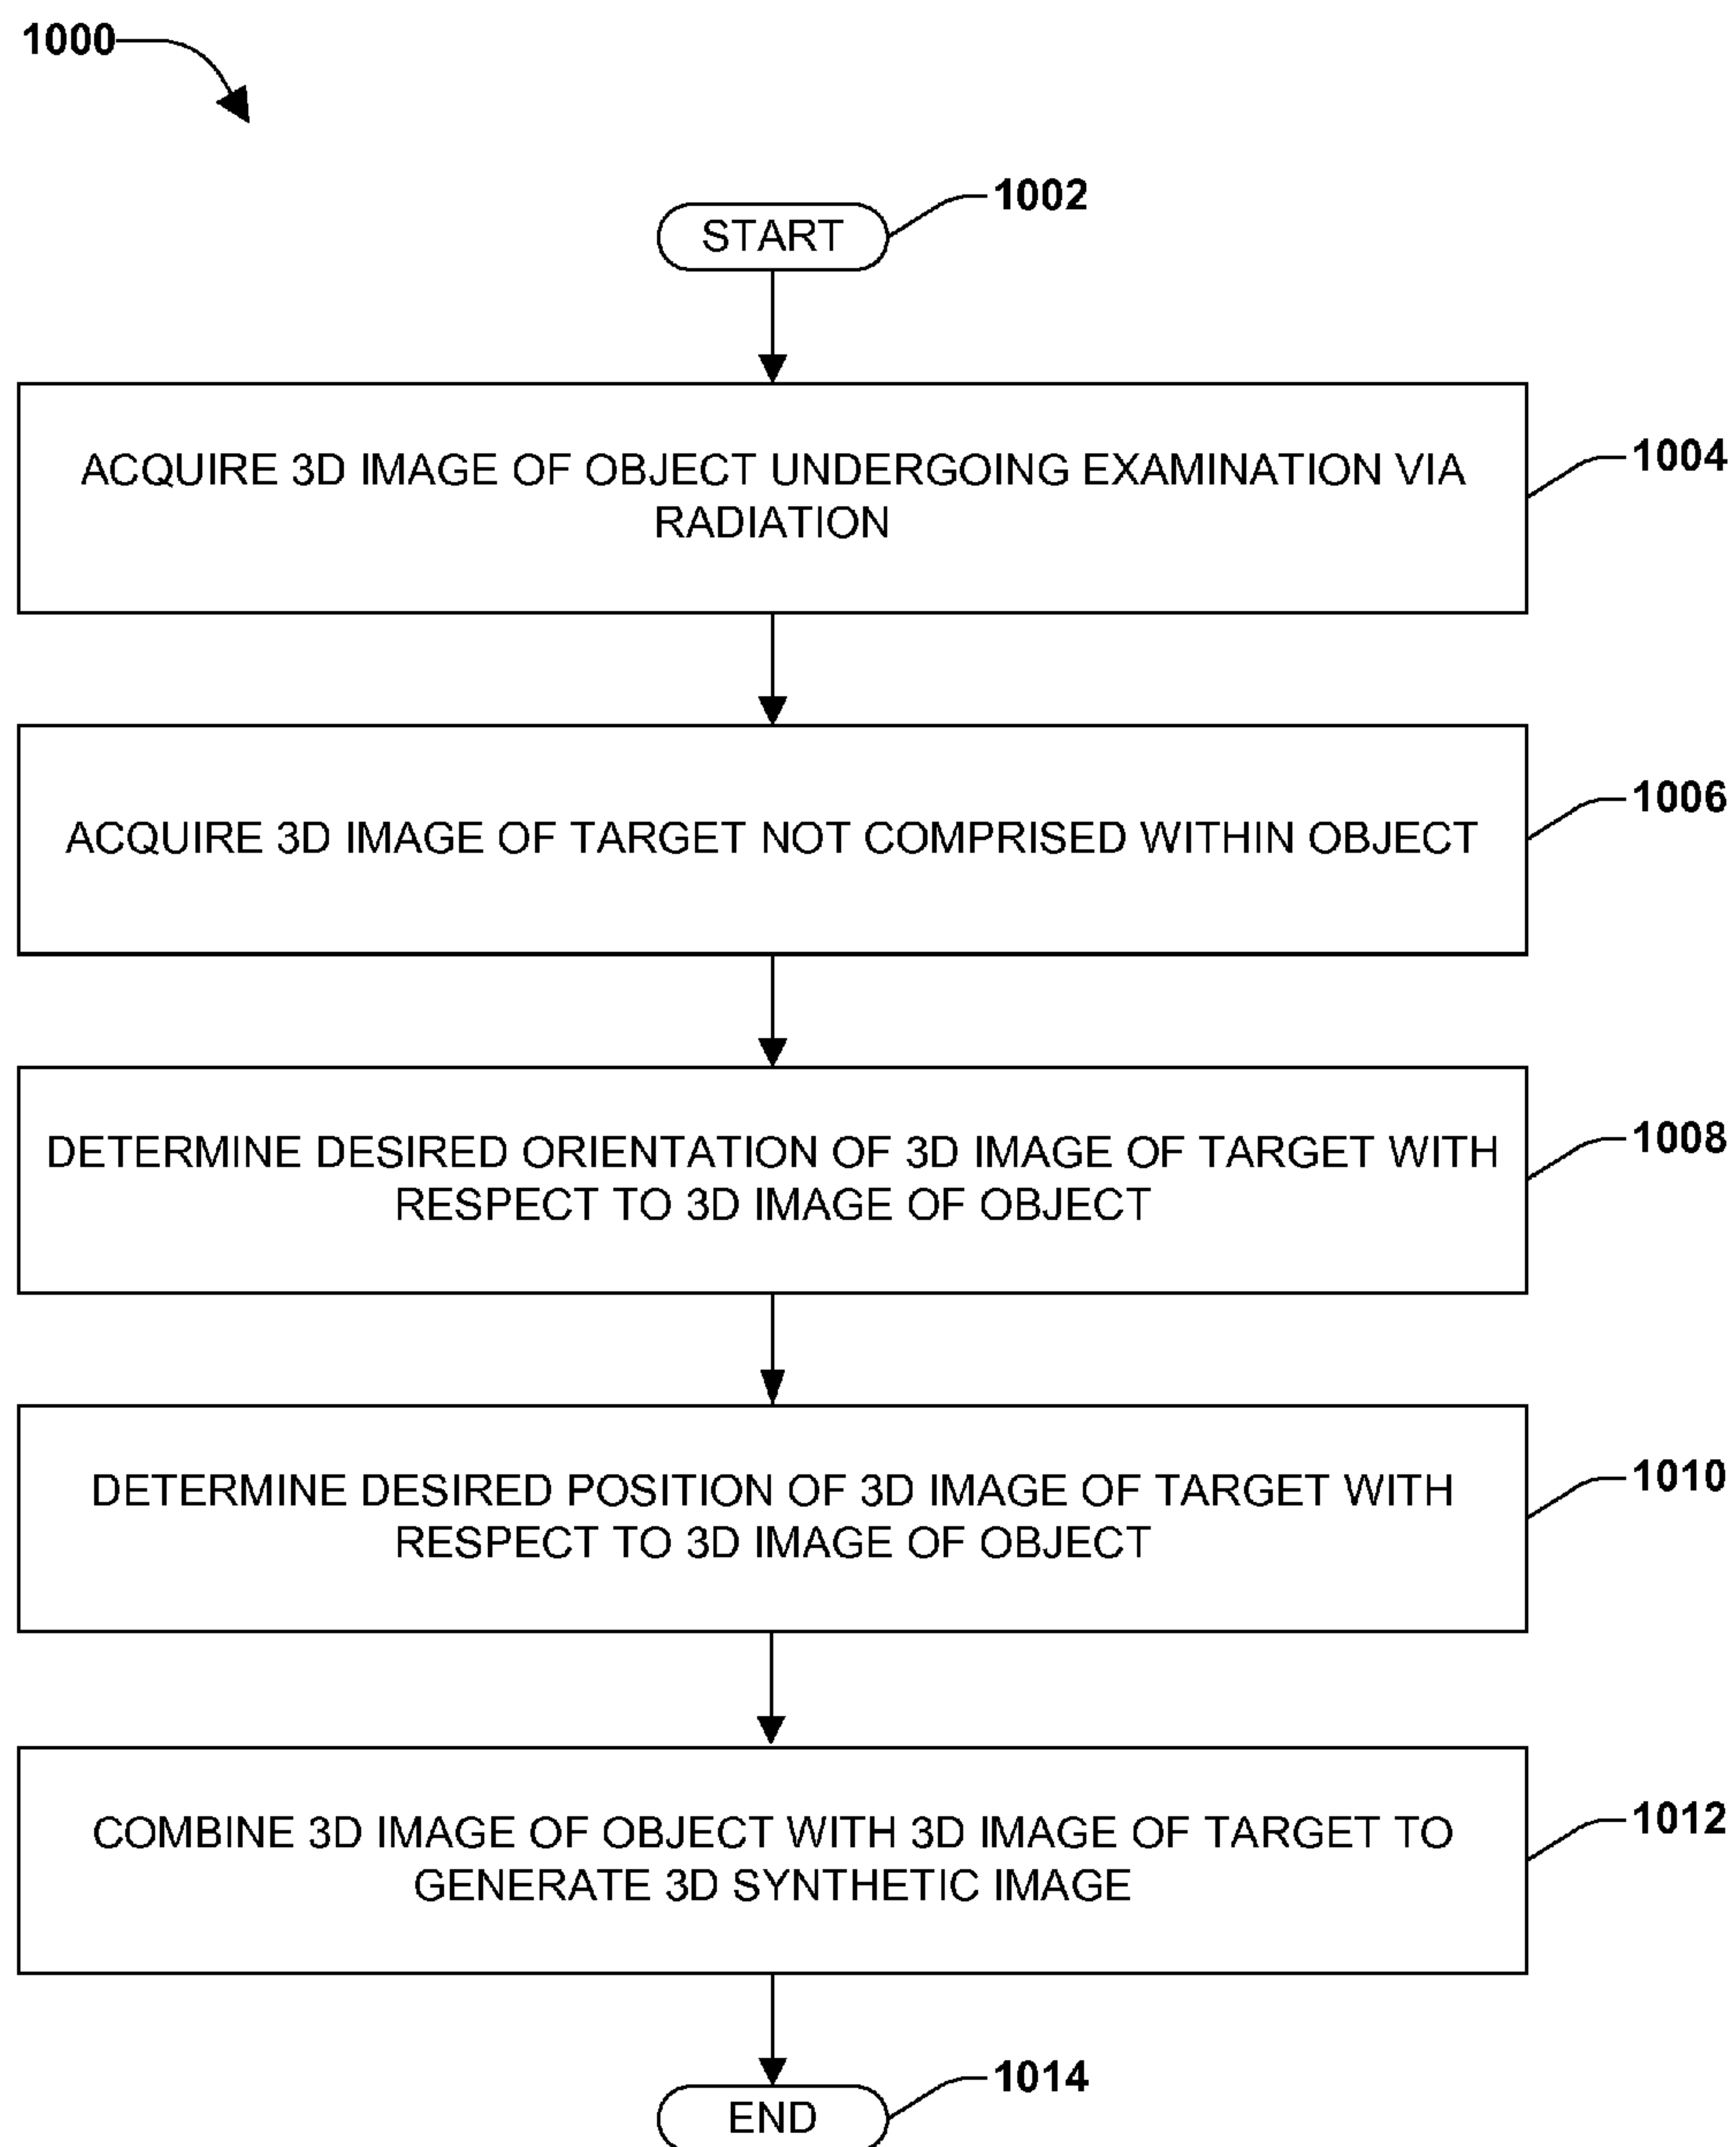 1000
1002
START
1004
ACQUIRE 3D IMAGE OF OBJECT UNDERGOING EXAMINATION VIA
RADIATION
1006
ACQUIRE 3D IMAGE OF TARGET NOT COMPRISED WITHIN OBJECT
1008
DETERMINE DESIRED ORIENTATION OF 3D IMAGE OF TARGET WITH
RESPECT TO 3D IMAGE OF OBJECT
1010
DETERMINE DESIRED POSITION OF 3D IMAGE OF TARGET WITH
RESPECT TO 3D IMAGE OF OBJECT
1012
COMBINE 3D IMAGE OF OBJECT WITH 3D IMAGE OF TARGET TO
GENERATE 3D SYNTHETIC IMAGE
1014
END